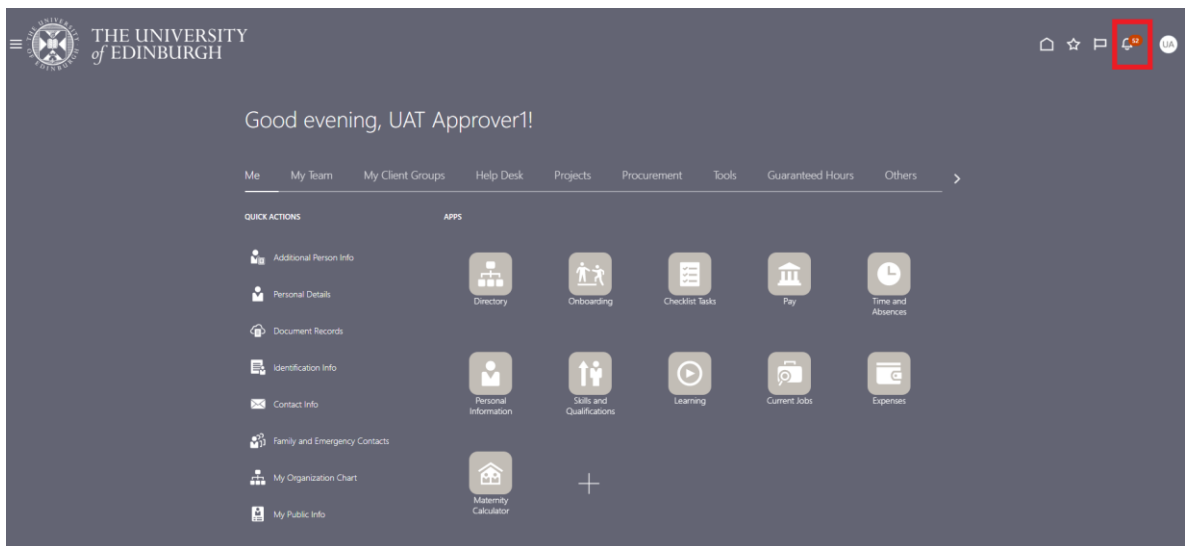 THE UNIVERSITY
of EDINBURGH
52
UA
Good evening, UAT Approver1!
Me My Team My Client Groups Help Desk Projects Procurement Tools Guaranteed Hours Others
QUICK ACTIONS
APPS
Additional Person Info
Personal Details
Document Records
Identification Info
Contact Info
Family and Emergency Contacts
My Organization Chart
My Public Info
Directory
Onboarding
Checklist Tasks
Pay
Time and
Absences
Personal
Information
Skills and
Qualifications
Learning
Current Jobs
Expenses
Maternity
Calculator